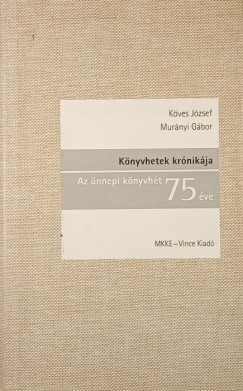 Köves József
Murányi Gábor
Könyvhetek krónikája
Az ünnepi könyvhét 75 éve
MKKE–Vince Kiadó